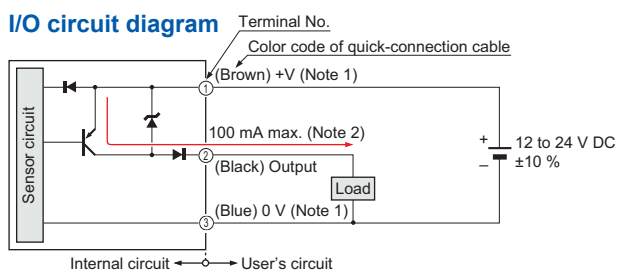 I/O circuit diagram
Terminal No.
Color code of quick-connection cable
(Brown) +V (Note 1)
1
Sensor circuit
100 mA max. (Note 2)
2
(Black) Output
+
–
12 to 24 V DC
±10 %
Load
(Blue) 0 V (Note 1)
3
Internal circuit
User's circuit